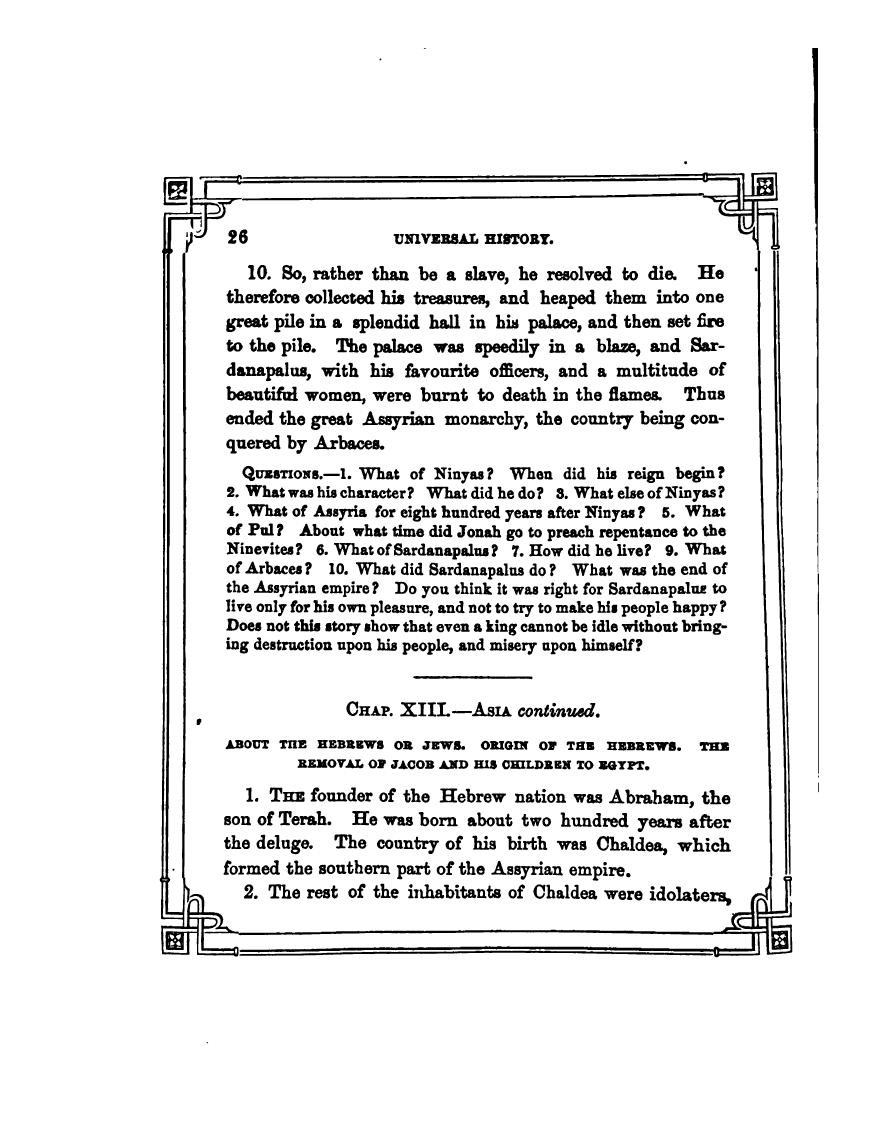 26 UNIVERSAL HISTORY.
10. So, rather than be a slave, he resolved to die. He
therefore collected his treasures, and heaped them into one
great pile in a splendid hall in his palace, and then set fire
to the pile. The palace was speedily in a blaze, and Sar-
danapalus, with his favourite officers, and a multitude of
beautiful women, were burnt to death in the flames. Thus
ended the great Assyrian monarchy, the country being con-
quered by Arbaces.
QUESTIONS.—1. What of Ninyas? When did his reign begin?
2. What was his character? What did he do? 3. What else of Ninyas?
4. What of Assyria for eight hundred years after Ninyas? 5. What
of Pul? About what time did Jonah go to preach repentance to the
Ninevites? 6. What of Sardanapalus? 7. How did he live? 9. What
of Arbaces? 10. What did Sardanapalus do? What was the end of
the Assyrian empire? Do you think it was right for Sardanapalus to
live only for his own pleasure, and not to try to make his people happy?
Does not this story show that even a king cannot be idle without bring-
ing destruction upon his people, and misery upon himself?
CHAP. XIII.—ASIA continued.
ABOUT THE HEBREWS OR JEWS. ORIGIN OF THE HEBREWS. THE
REMOVAL OF JACOB AND HIS CHILDREN TO EGYPT.
1. THE founder of the Hebrew nation was Abraham, the
son of Terah. He was born about two hundred years after
the deluge. The country of his birth was Chaldea, which
formed the southern part of the Assyrian empire.
2. The rest of the inhabitants of Chaldea were idolaters,